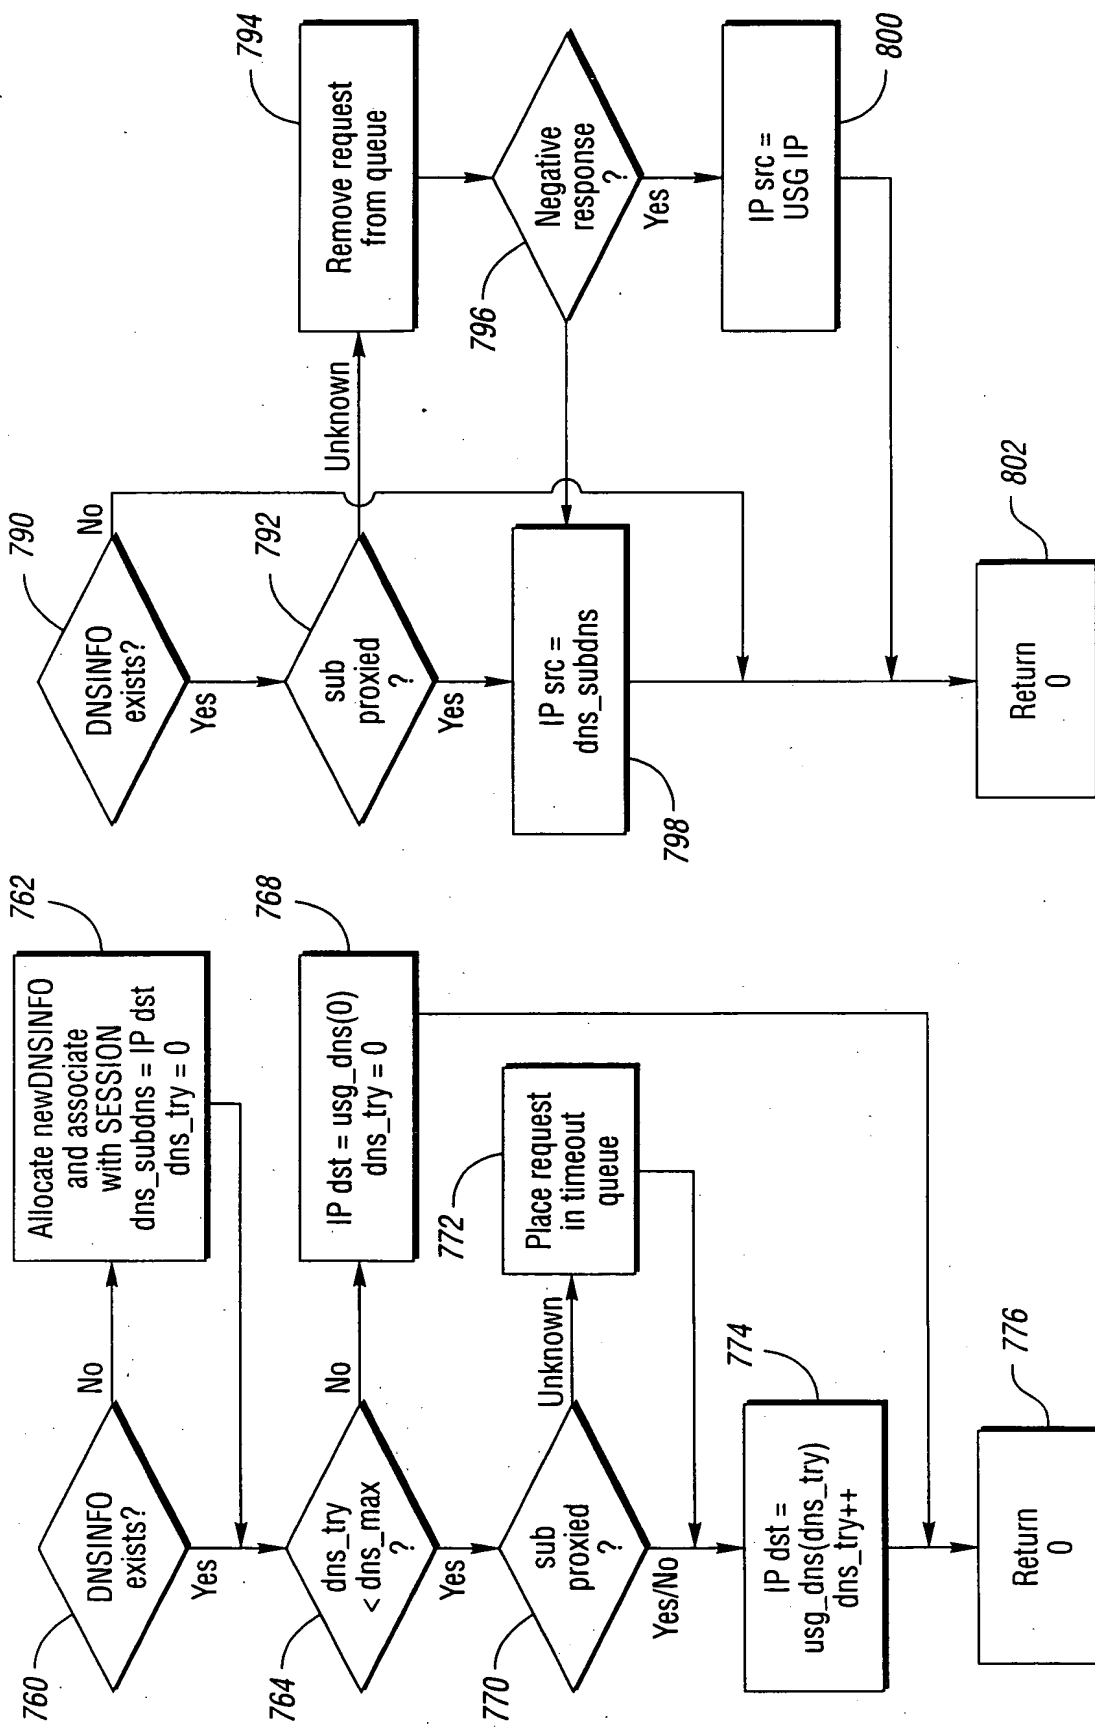 760
DNSINFO
exists?
No
Yes
762
Allocate newDNSINFO
and associate
with SESSION
dns_subdns = IP dst
dns_try = 0
764
dns_try
< dns_max
?
No
Yes
768
IP dst = usg_dns(0)
dns_try = 0
770
sub
proxied
?
Unknown
Yes/No
772
Place request
in timeout
queue
774
IP dst =
usg_dns(dns_try)
dns_try++
776
Return
0
790
DNSINFO
exists?
No
Yes
792
sub
proxied
?
Unknown
Yes
794
Remove request
from queue
796
Negative
response
?
Yes
798
IP src =
dns_subdns
800
IP src =
USG IP
802
Return
0